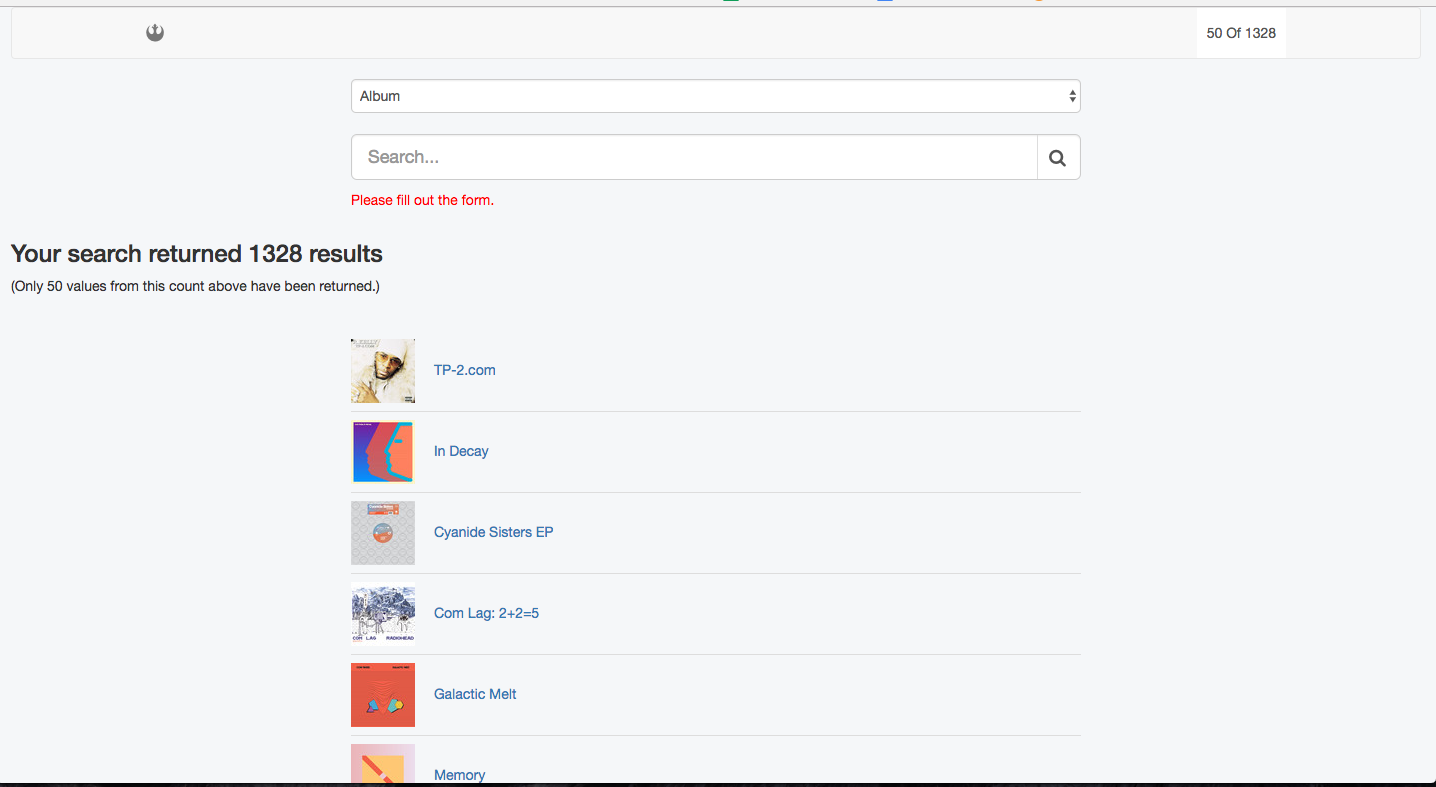 50 Of 1328
Album
Search...
Please fill out the form.
Your search returned 1328 results
(Only 50 values from this count above have been returned.)
TP-2.com
In Decay
Cyanide Sisters EP
Com Lag: 2+2=5
COM LAG RADIOHEAD
Galactic Melt
Memory